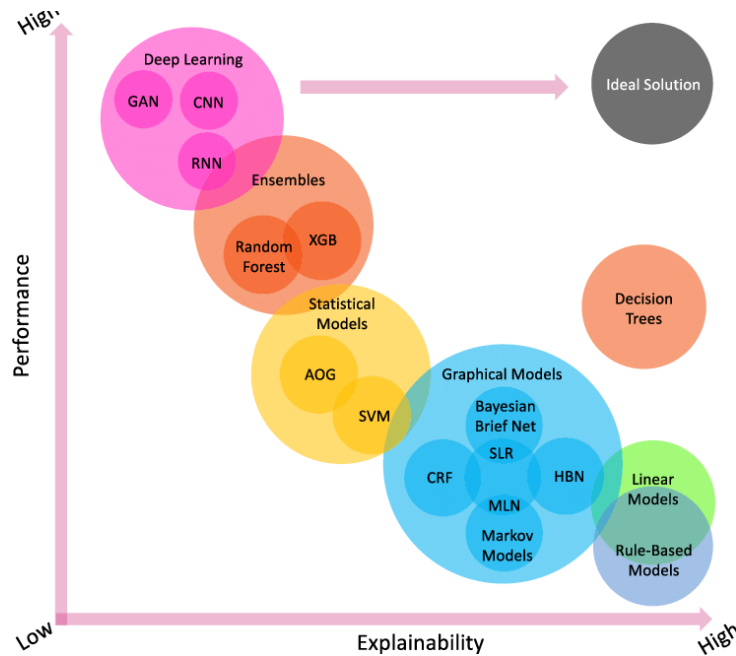 High
Deep Learning
GAN
CNN
RNN
Ideal Solution
Ensembles
Random
Forest
XGB
Decision
Trees
Statistical
Models
AOG
SVM
Graphical Models
Bayesian
Brief Net
SLR
CRF
HBN
MLN
Markov
Models
Linear
Models
Rule-Based
Models
Performance
Low
Explainability
High